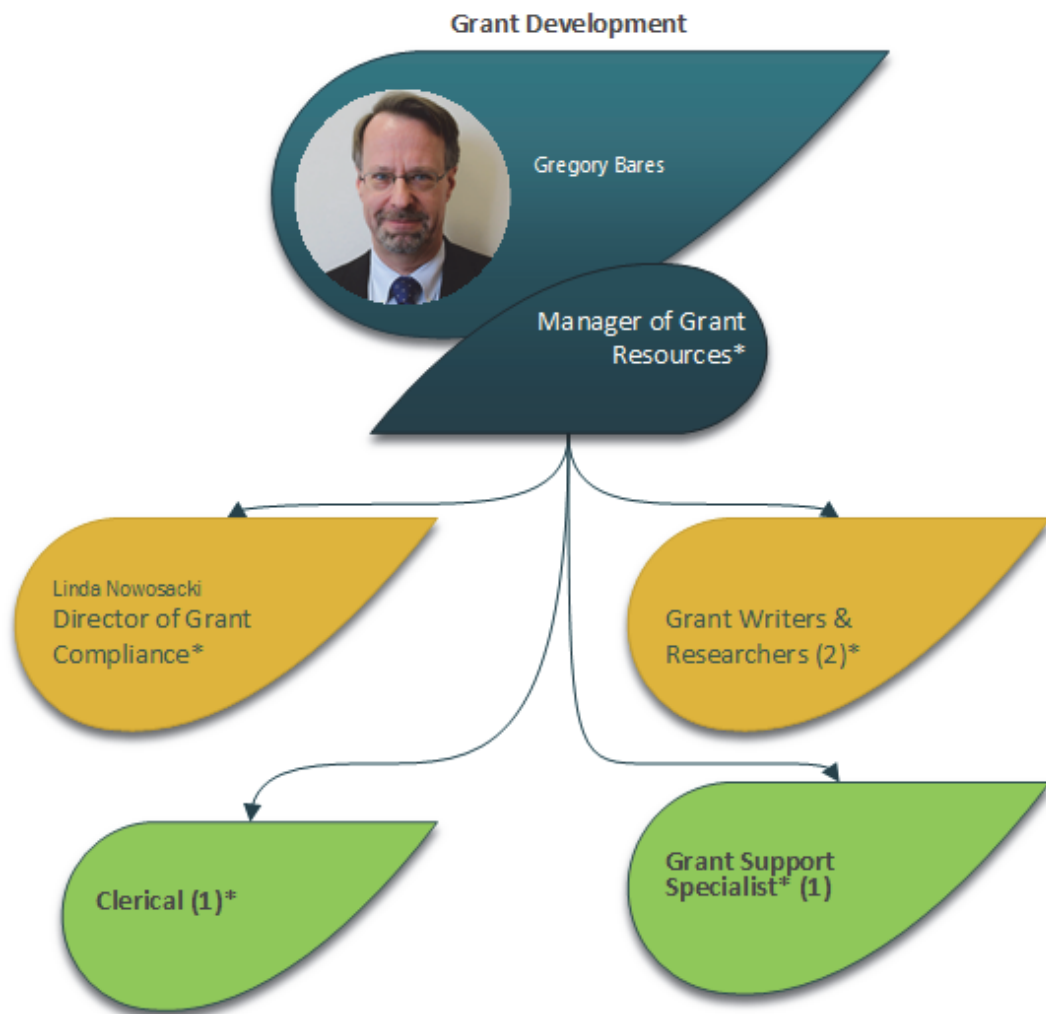 Grant Development
Gregory Bares
Manager of Grant
Resources*
Linda Nowosacki
Director of Grant
Compliance*
Grant Writers &
Researchers (2)*
Clerical (1)*
Grant Support
Specialist* (1)